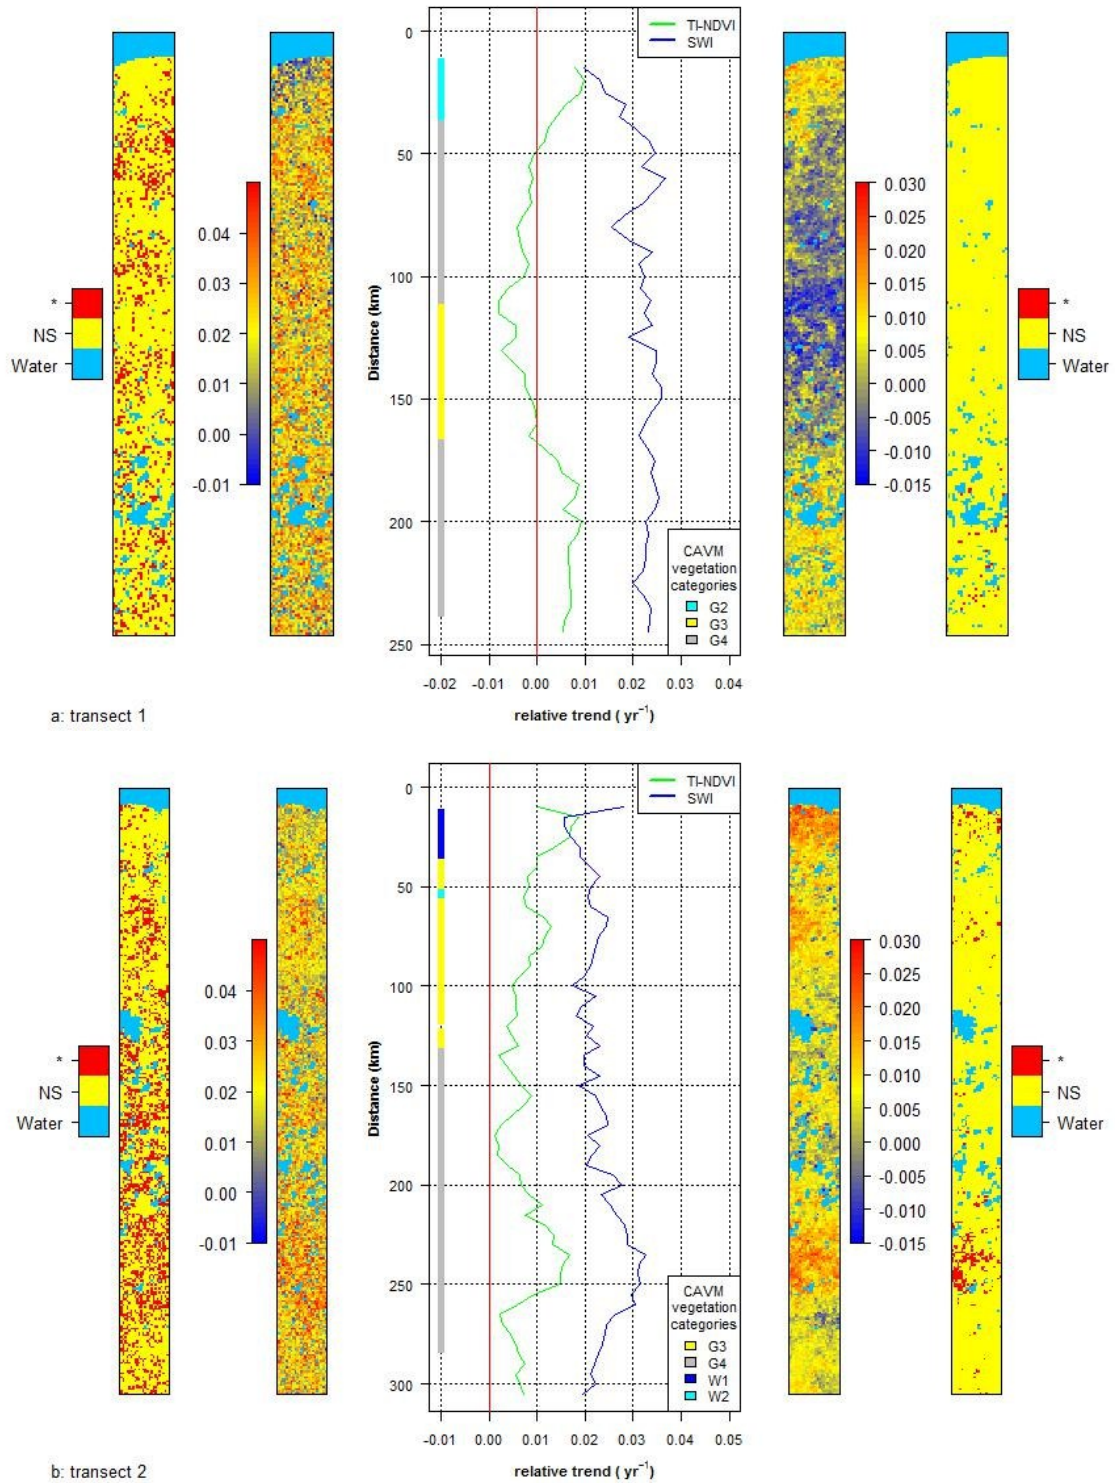 TI-NDVI
SWI
0
50
100
150
200
250
Distance (km)
*
NS
Water
0.04
0.03
0.02
0.01
0.00
-0.01
0.030
0.025
0.020
0.015
0.010
0.005
0.000
-0.005
-0.010
-0.015
*
NS
Water
CAVM
vegetation
categories
G2
G3
G4
-0.02 -0.01 0.00 0.01 0.02 0.03 0.04
relative trend ( yr⁻¹)
a: transect 1
TI-NDVI
SWI
0
50
100
150
200
250
300
Distance (km)
*
NS
Water
0.04
0.03
0.02
0.01
0.00
-0.01
0.030
0.025
0.020
0.015
0.010
0.005
0.000
-0.005
-0.010
-0.015
*
NS
Water
CAVM
vegetation
categories
G3
G4
W1
W2
-0.01 0.00 0.01 0.02 0.03 0.04 0.05
relative trend ( yr⁻¹)
b: transect 2